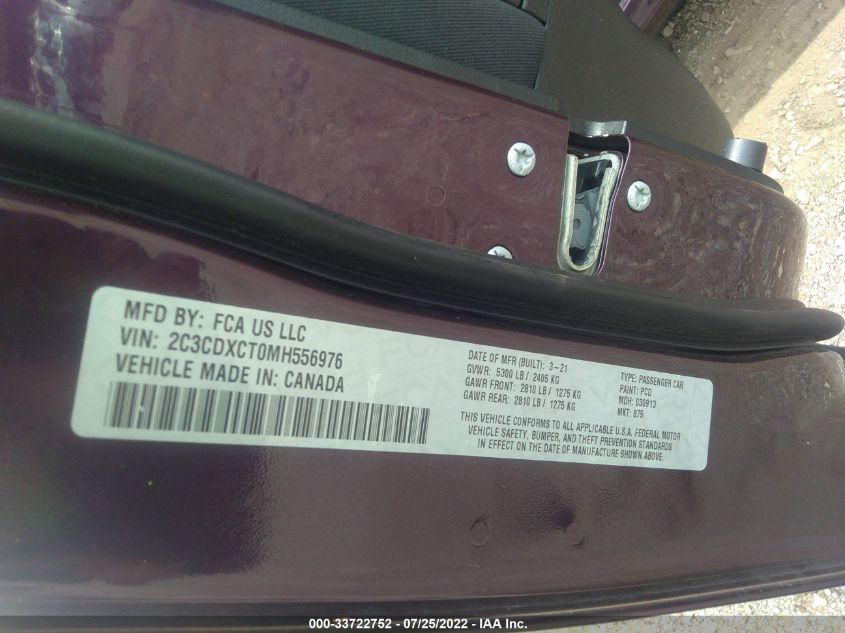 MFD BY: FCA US LLC
VIN: 2C3CDXCT0MH556976
VEHICLE MADE IN: CANADA
DATE OF MFR (BUILT): 3-21
GVWR: 5300 LB / 2405 KG
GAWR FRONT: 2810 LB / 1275 KG
GAWR REAR: 2810 LB / 1275 KG
TYPE: PASSENGER CAR
PAINT: PCD
MDH: 030913
MKT: 875
THIS VEHICLE CONFORMS TO ALL APPLICABLE U.S.A. FEDERAL MOTOR
VEHICLE SAFETY, BUMPER, AND THEFT PREVENTION STANDARDS
IN EFFECT ON THE DATE OF MANUFACTURE SHOWN ABOVE.
000-33722752 - 07/25/2022 - IAA Inc.